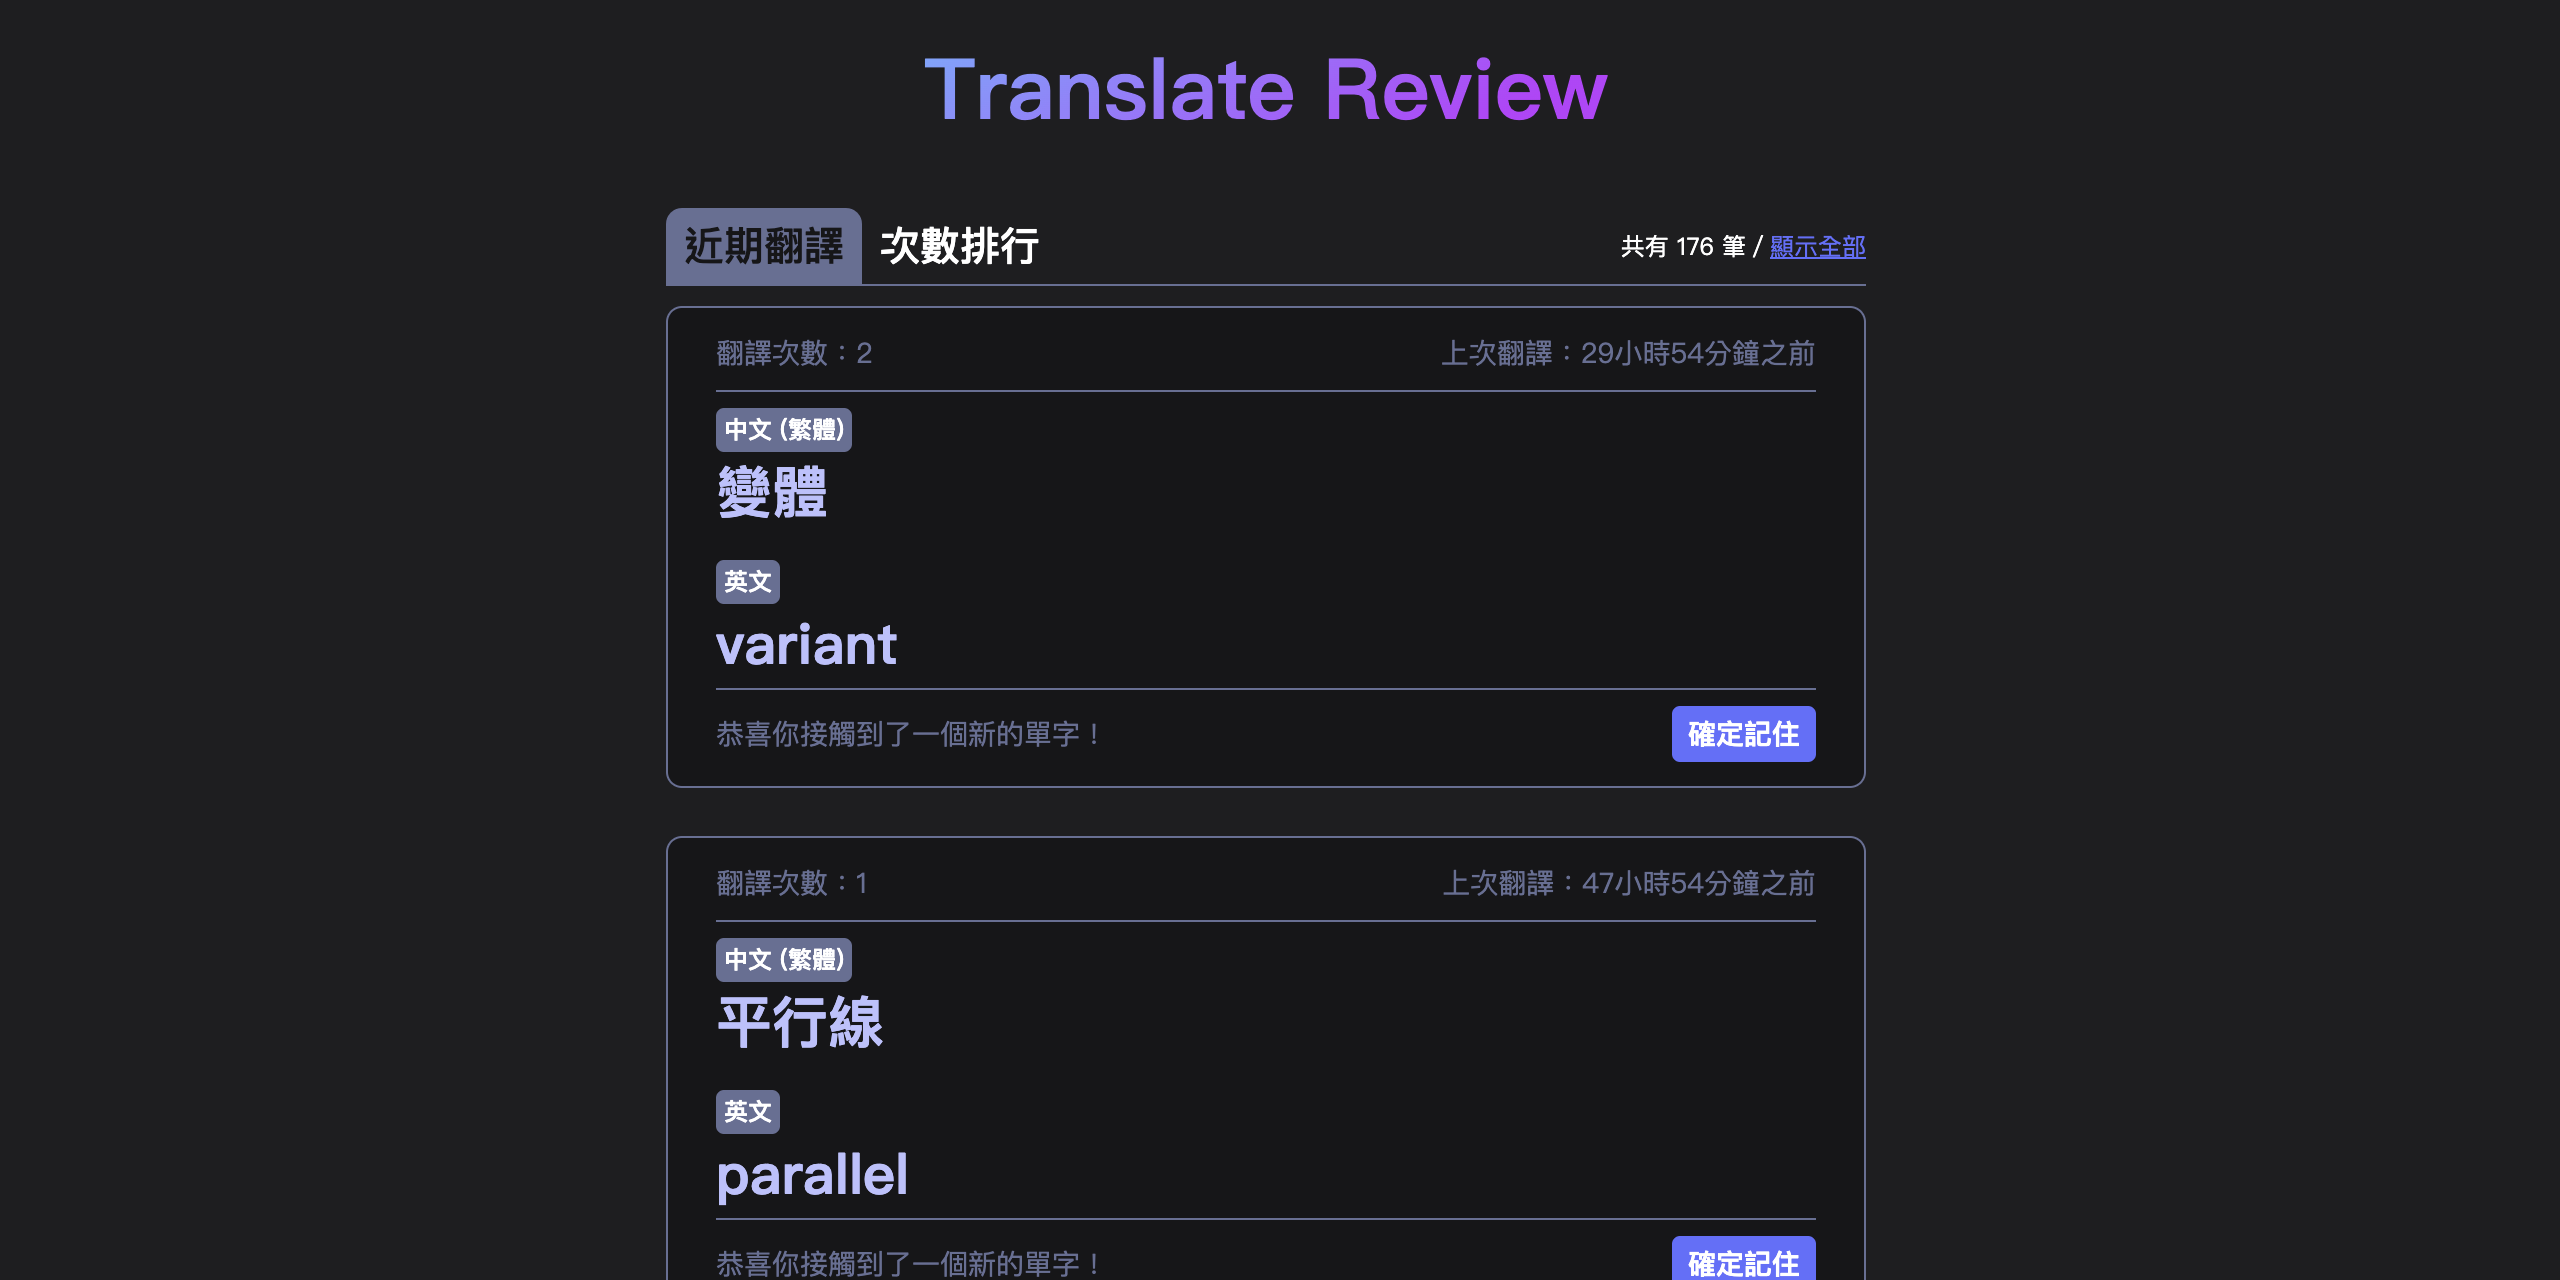 Translate Review
近期翻譯 次數排行 共有 176 筆 / 顯示全部
翻譯次數：2 上次翻譯：29小時54分鐘之前
中文 (繁體)
變體
英文
variant
恭喜你接觸到了一個新的單字！ 確定記住
翻譯次數：1 上次翻譯：47小時54分鐘之前
中文 (繁體)
平行線
英文
parallel
恭喜你接觸到了一個新的單字！ 確定記住